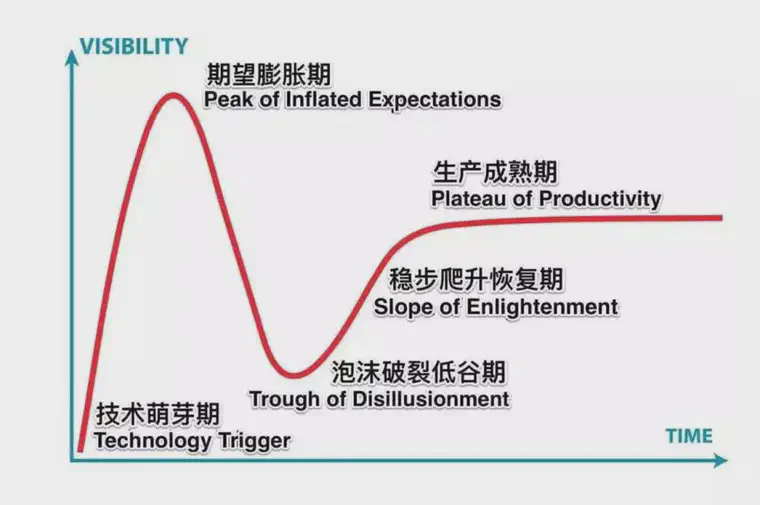 VISIBILITY
期望膨胀期
Peak of Inflated Expectations
生产成熟期
Plateau of Productivity
稳步爬升恢复期
Slope of Enlightenment
泡沫破裂低谷期
Trough of Disillusionment
技术萌芽期
Technology Trigger
TIME